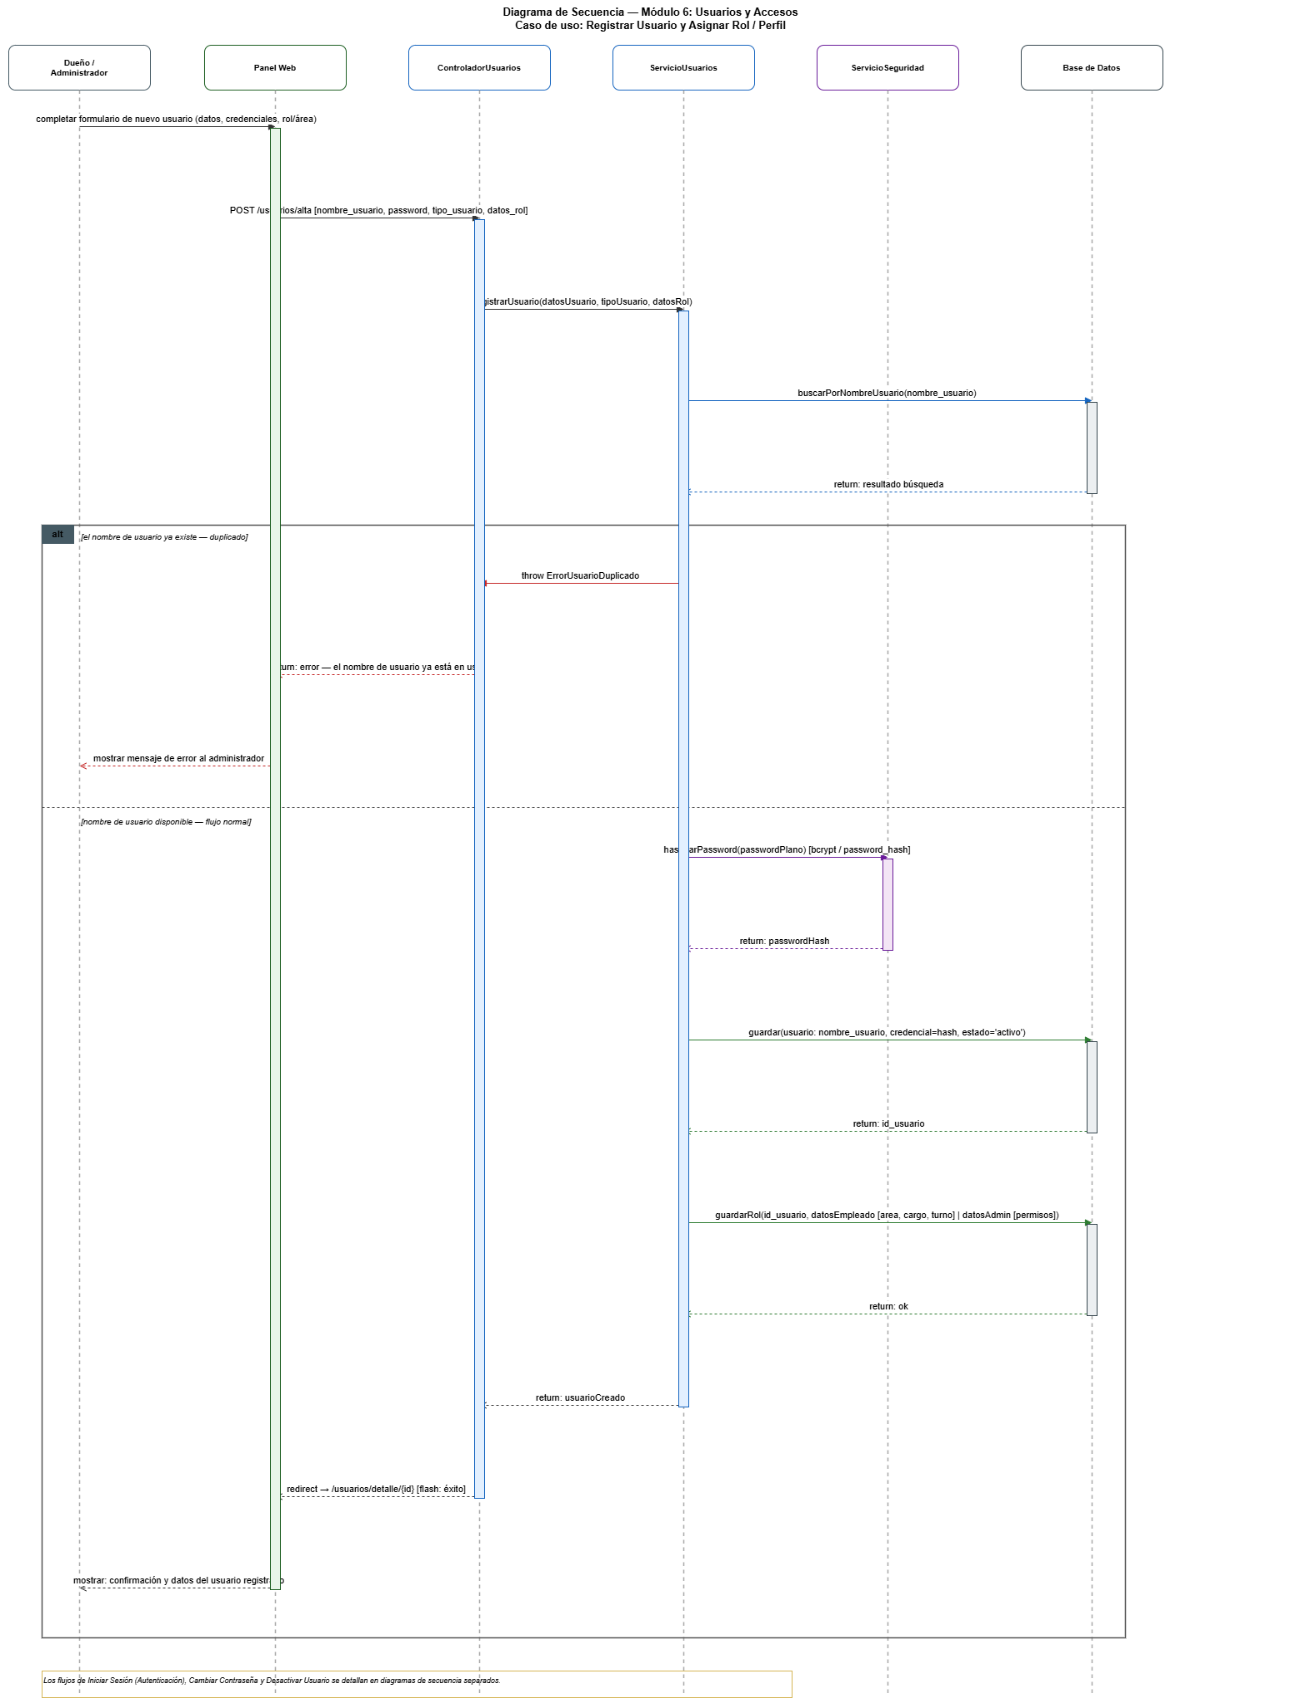 Diagrama de Secuencia — Módulo 6: Usuarios y Accesos
Caso de uso: Registrar Usuario y Asignar Rol / Perfil
Dueño /
Administrador
Panel Web
ControladorUsuarios
ServicioUsuarios
ServicioSeguridad
Base de Datos
completar formulario de nuevo usuario (datos, credenciales, rol/área)
POST /usuarios/alta [nombre_usuario, password, tipo_usuario, datos_rol]
gistrarUsuario(datosUsuario, tipoUsuario, datosRol)
buscarPorNombreUsuario(nombre_usuario)
return: resultado búsqueda
alt
[el nombre de usuario ya existe — duplicado]
throw ErrorUsuarioDuplicado
urn: error — el nombre de usuario ya está en us
mostrar mensaje de error al administrador
[nombre de usuario disponible — flujo normal]
hashearPassword(passwordPlano) [bcrypt / password_hash]
return: passwordHash
guardar(usuario: nombre_usuario, credencial=hash, estado='activo')
return: id_usuario
guardarRol(id_usuario, datosEmpleado [area, cargo, turno] | datosAdmin [permisos])
return: ok
return: usuarioCreado
redirect → /usuarios/detalle/{id} [flash: éxito]
mostrar: confirmación y datos del usuario registrado
Los flujos de Iniciar Sesión (Autenticación), Cambiar Contraseña y Desactivar Usuario se detallan en diagramas de secuencia separados.